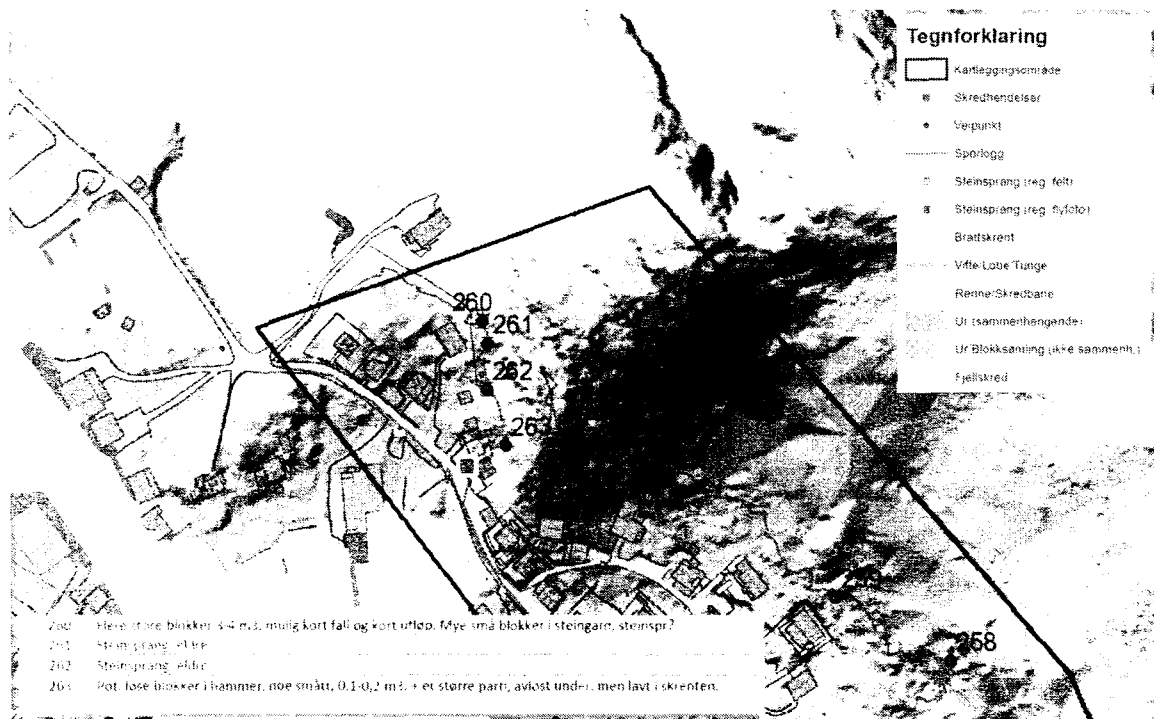 Tegnforklaring
Kartleggingsområde
Skredhendelser
Veipunkt
Sporlogg
Steinsprang (reg. felt)
Steinsprang (reg. flyfoto)
Brattskrent
Vifte/Lobe/Tunge
Renne/Skredbane
Ur (sammenhengende)
Ur/Blokksamling (ikke sammenh.)
Fjellskred
260
261
262
263
258
260 Flere store blokker 3-4 m3, mulig kort fall og kort utløp. Mye små blokker i steingard, steinspr?
261 Steinsprang, eldre
262 Steinsprang, eldre
263 Pot. løse blokker i hammer, noe smått, 0.1-0,2 m3, + et større parti, avløst under, men lavt i skrenten.